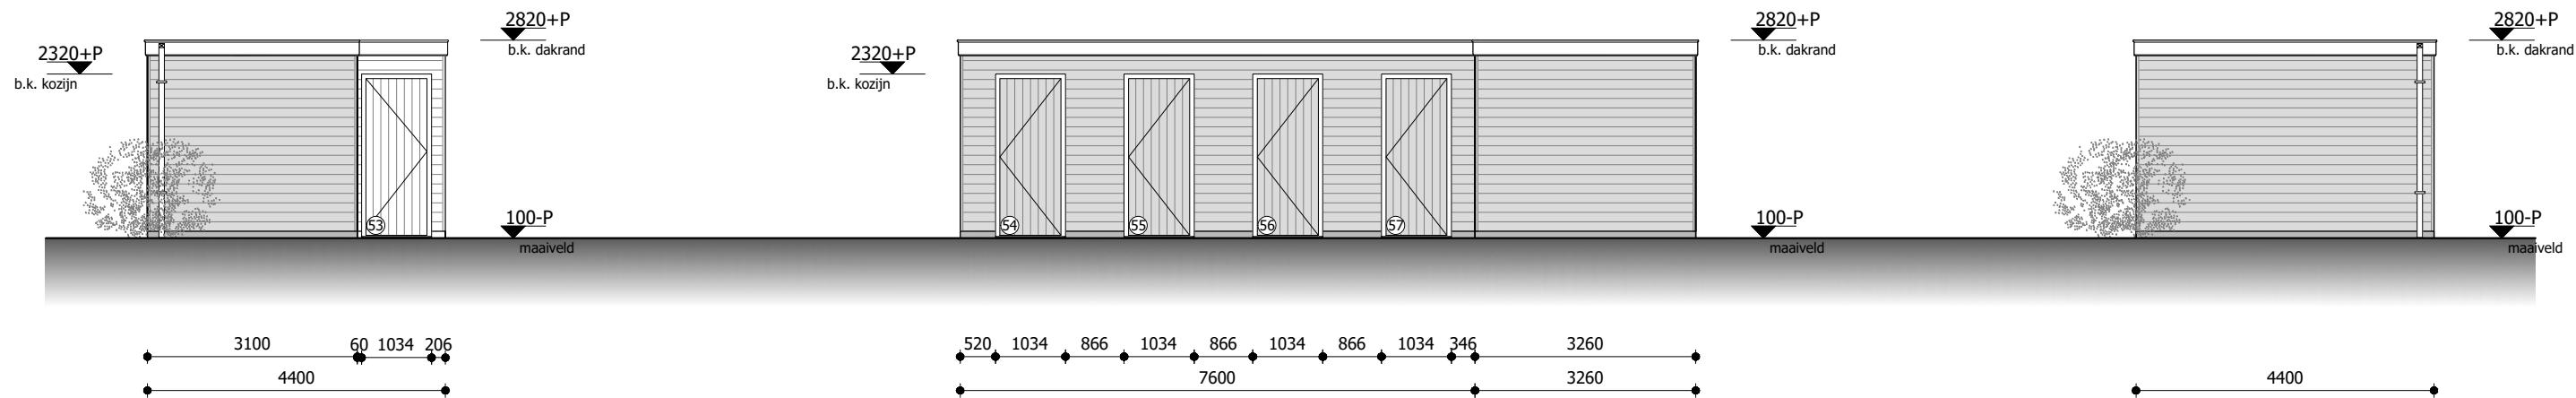 2820+P
b.k. dakrand
2320+P
b.k. kozijn
53
100-P
maaiveld
3100 60 1034 206
4400
2320+P
b.k. kozijn
54 55 56 57
2820+P
b.k. dakrand
100-P
maaiveld
520 1034 866 1034 866 1034 866 1034 346 3260
7600 3260
2820+P
b.k. dakrand
100-P
maaiveld
4400